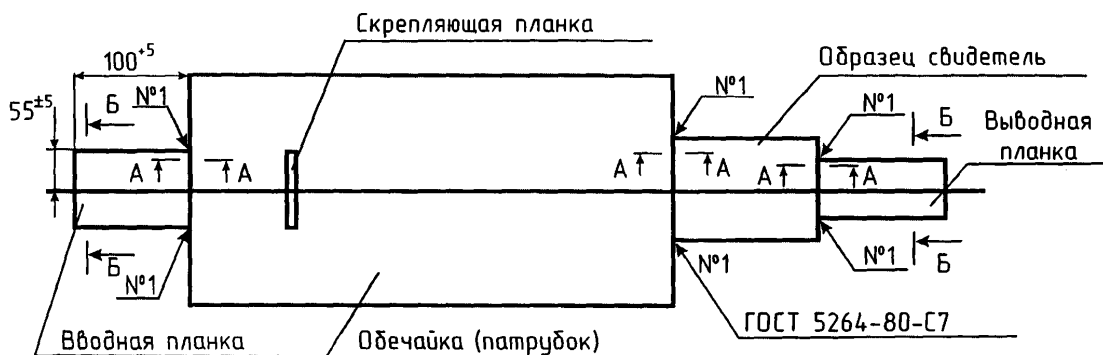 Скрепляющая планка
100⁺⁵
Образец свидетель
55±⁵
Б
№1
№1
№1
Б
Выводная
планка
А
А
А
А
А
А
Б
№1
№1
№1
Б
ГОСТ 5264-80-С7
Вводная планка
Обечайка (патрубок)